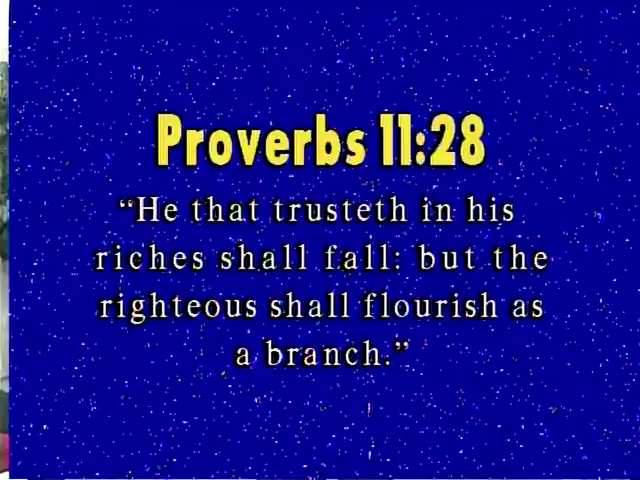 Proverbs 11:28
“He that trusteth in his
riches shall fall: but the
righteous shall flourish as
a branch.”